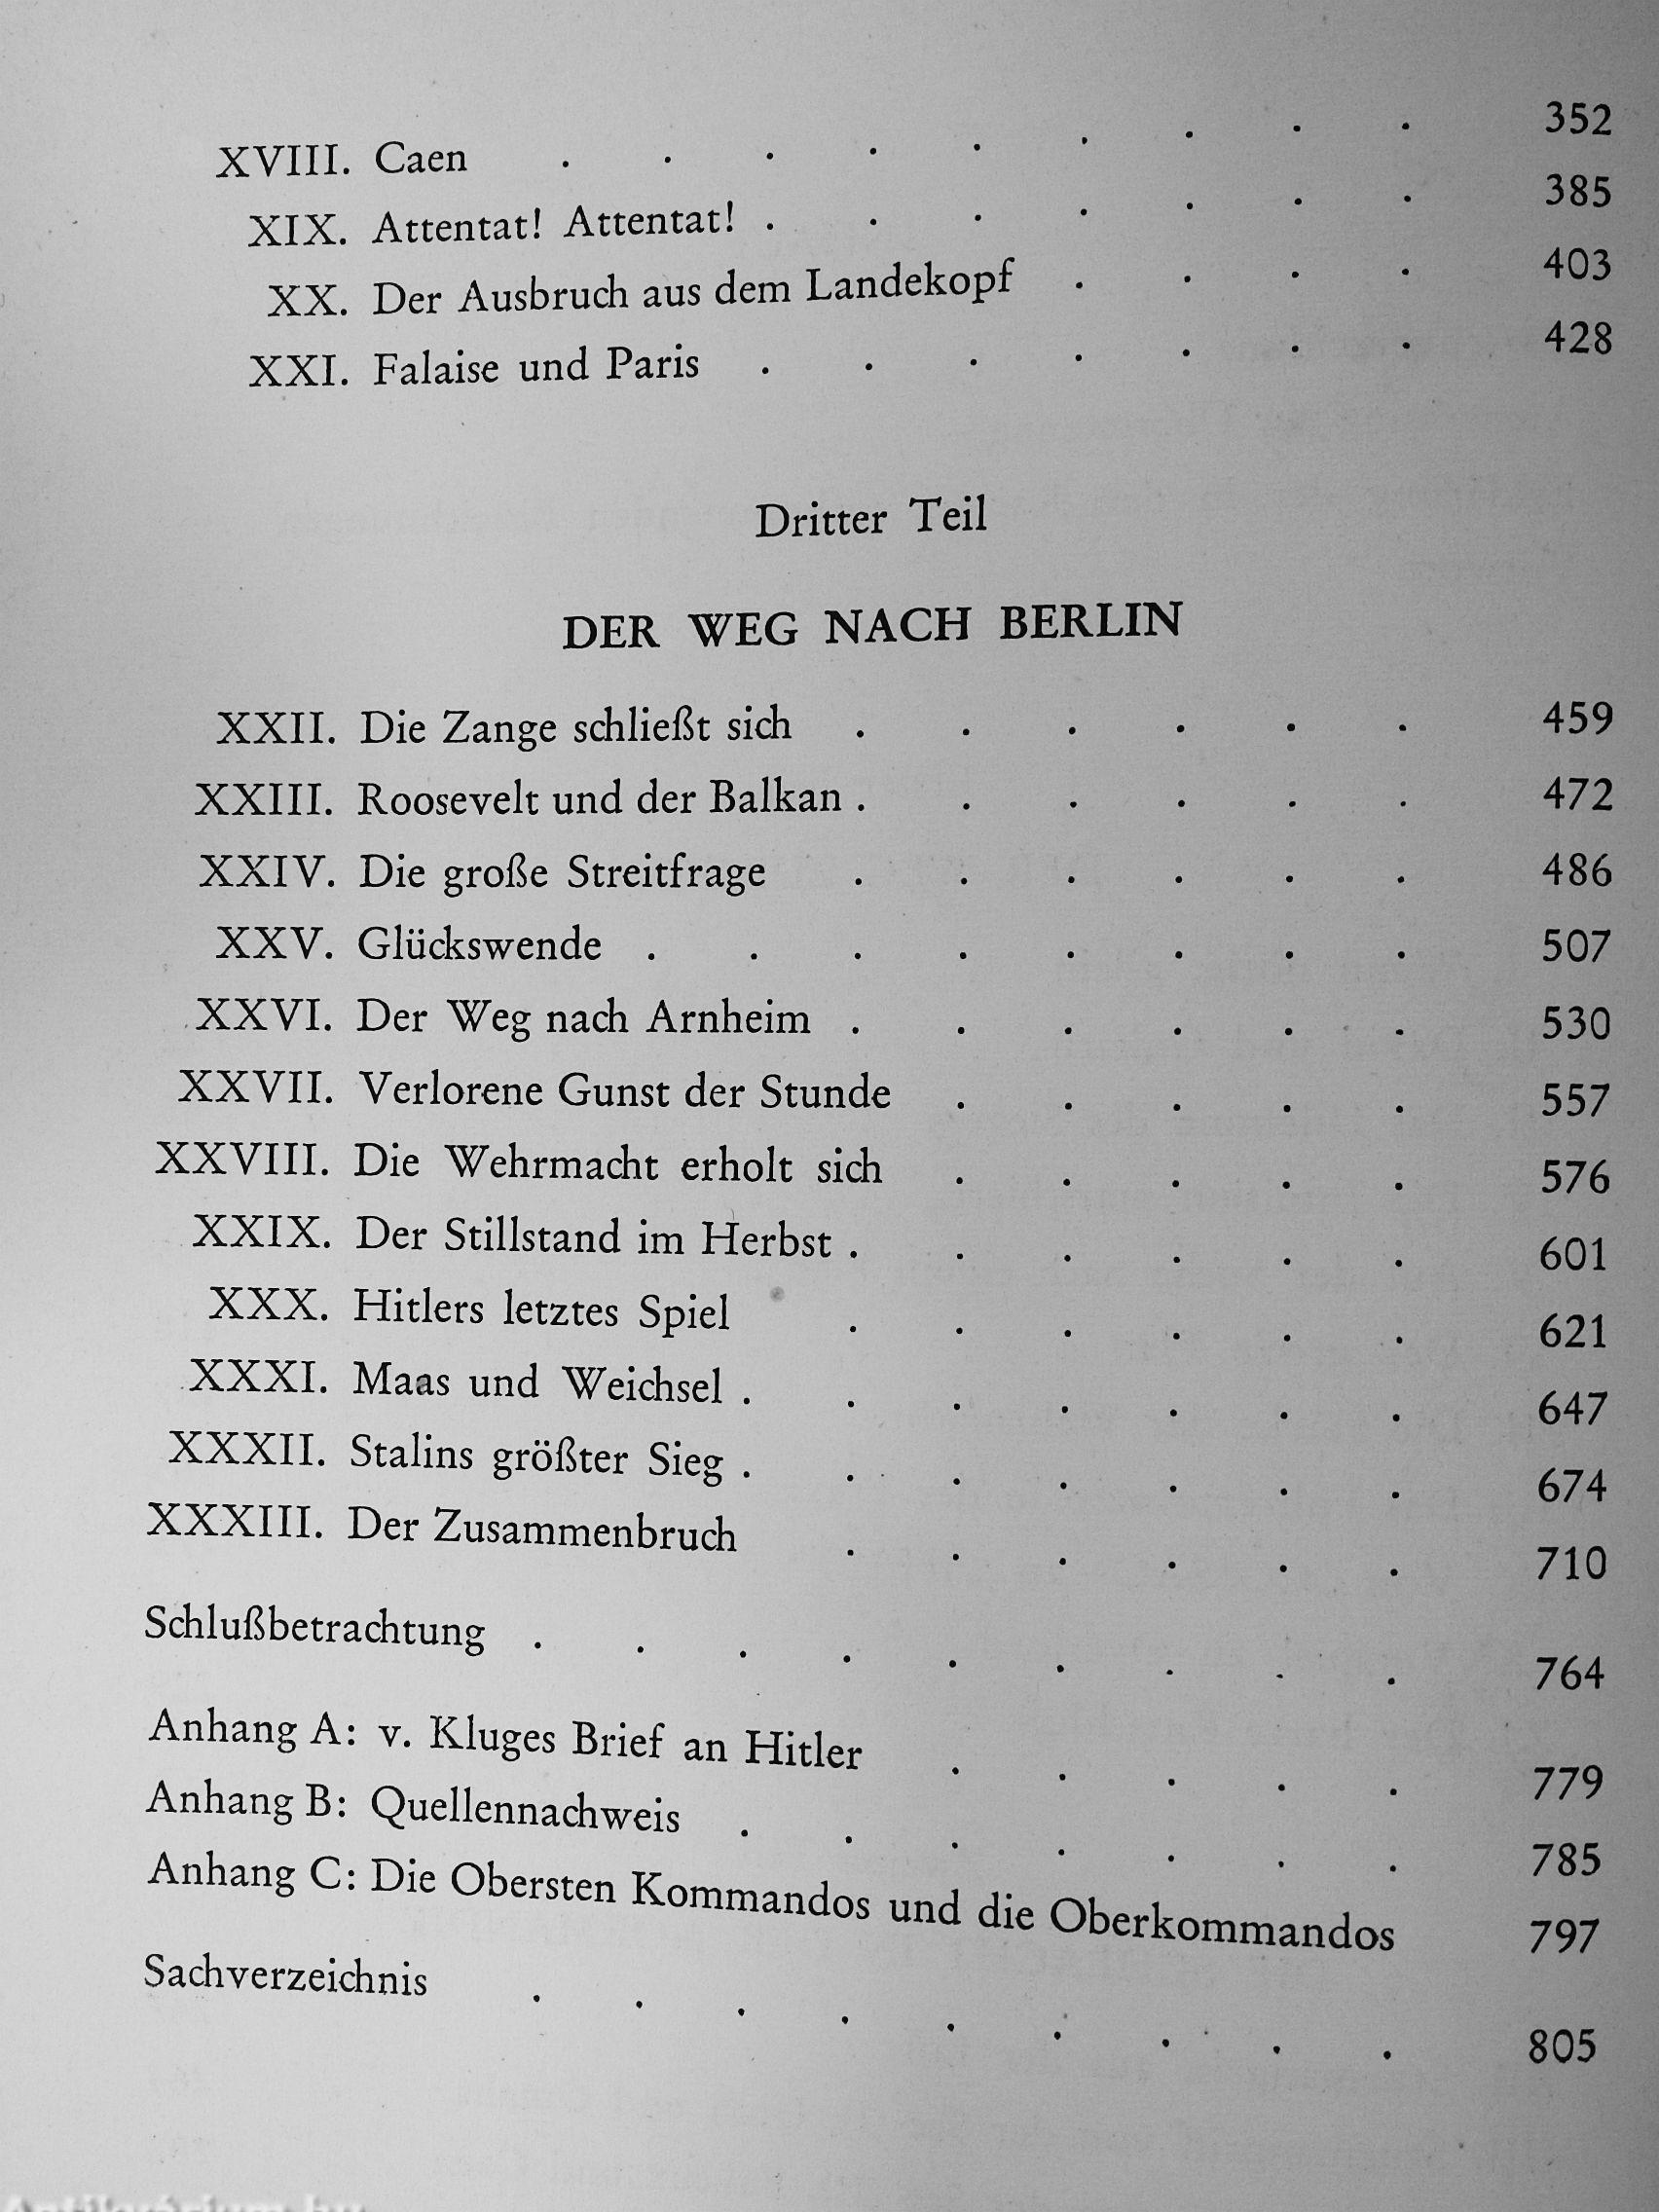 XVIII. Caen . . . . . . . . . 352
XIX. Attentat! Attentat! . . . . . . . 385
XX. Der Ausbruch aus dem Landekopf . . . . 403
XXI. Falaise und Paris . . . . . . . 428
Dritter Teil
DER WEG NACH BERLIN
XXII. Die Zange schließt sich . . . . . . 459
XXIII. Roosevelt und der Balkan . . . . . . 472
XXIV. Die große Streitfrage . . . . . . 486
XXV. Glückswende . . . . . . . . 507
XXVI. Der Weg nach Arnheim . . . . . . 530
XXVII. Verlorene Gunst der Stunde . . . . . 557
XXVIII. Die Wehrmacht erholt sich . . . . . 576
XXIX. Der Stillstand im Herbst . . . . . . 601
XXX. Hitlers letztes Spiel . . . . . . 621
XXXI. Maas und Weichsel . . . . . . . 647
XXXII. Stalins größter Sieg . . . . . . . 674
XXXIII. Der Zusammenbruch . . . . . . 710
Schlußbetrachtung . . . . . . . . . 764
Anhang A: v. Kluges Brief an Hitler . . . . . 779
Anhang B: Quellennachweis . . . . . . . 785
Anhang C: Die Obersten Kommandos und die Oberkommandos 797
Sachverzeichnis . . . . . . . . . 805